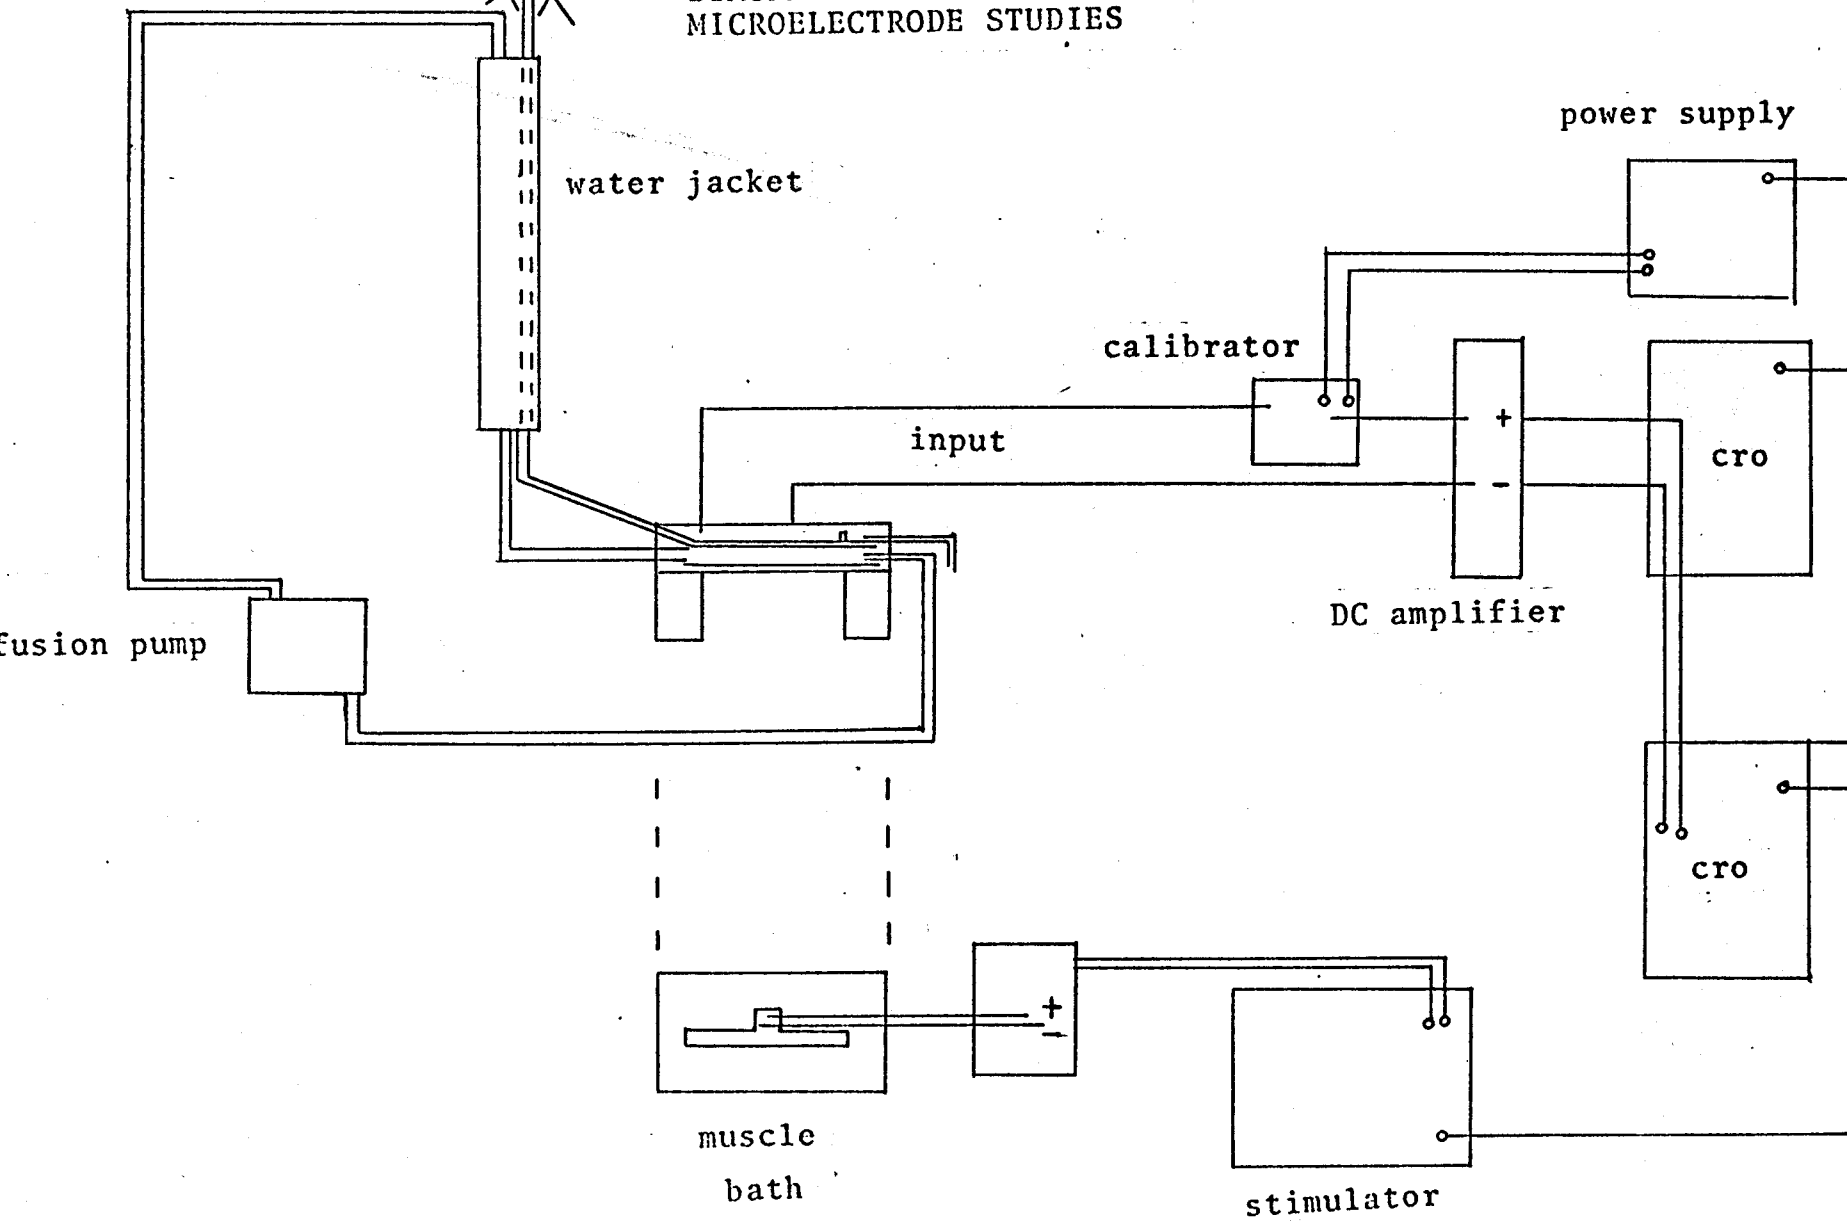 MICROELECTRODE STUDIES
power supply
water jacket
calibrator
input
+
-
cro
DC amplifier
fusion pump
cro
+
-
muscle
bath
stimulator